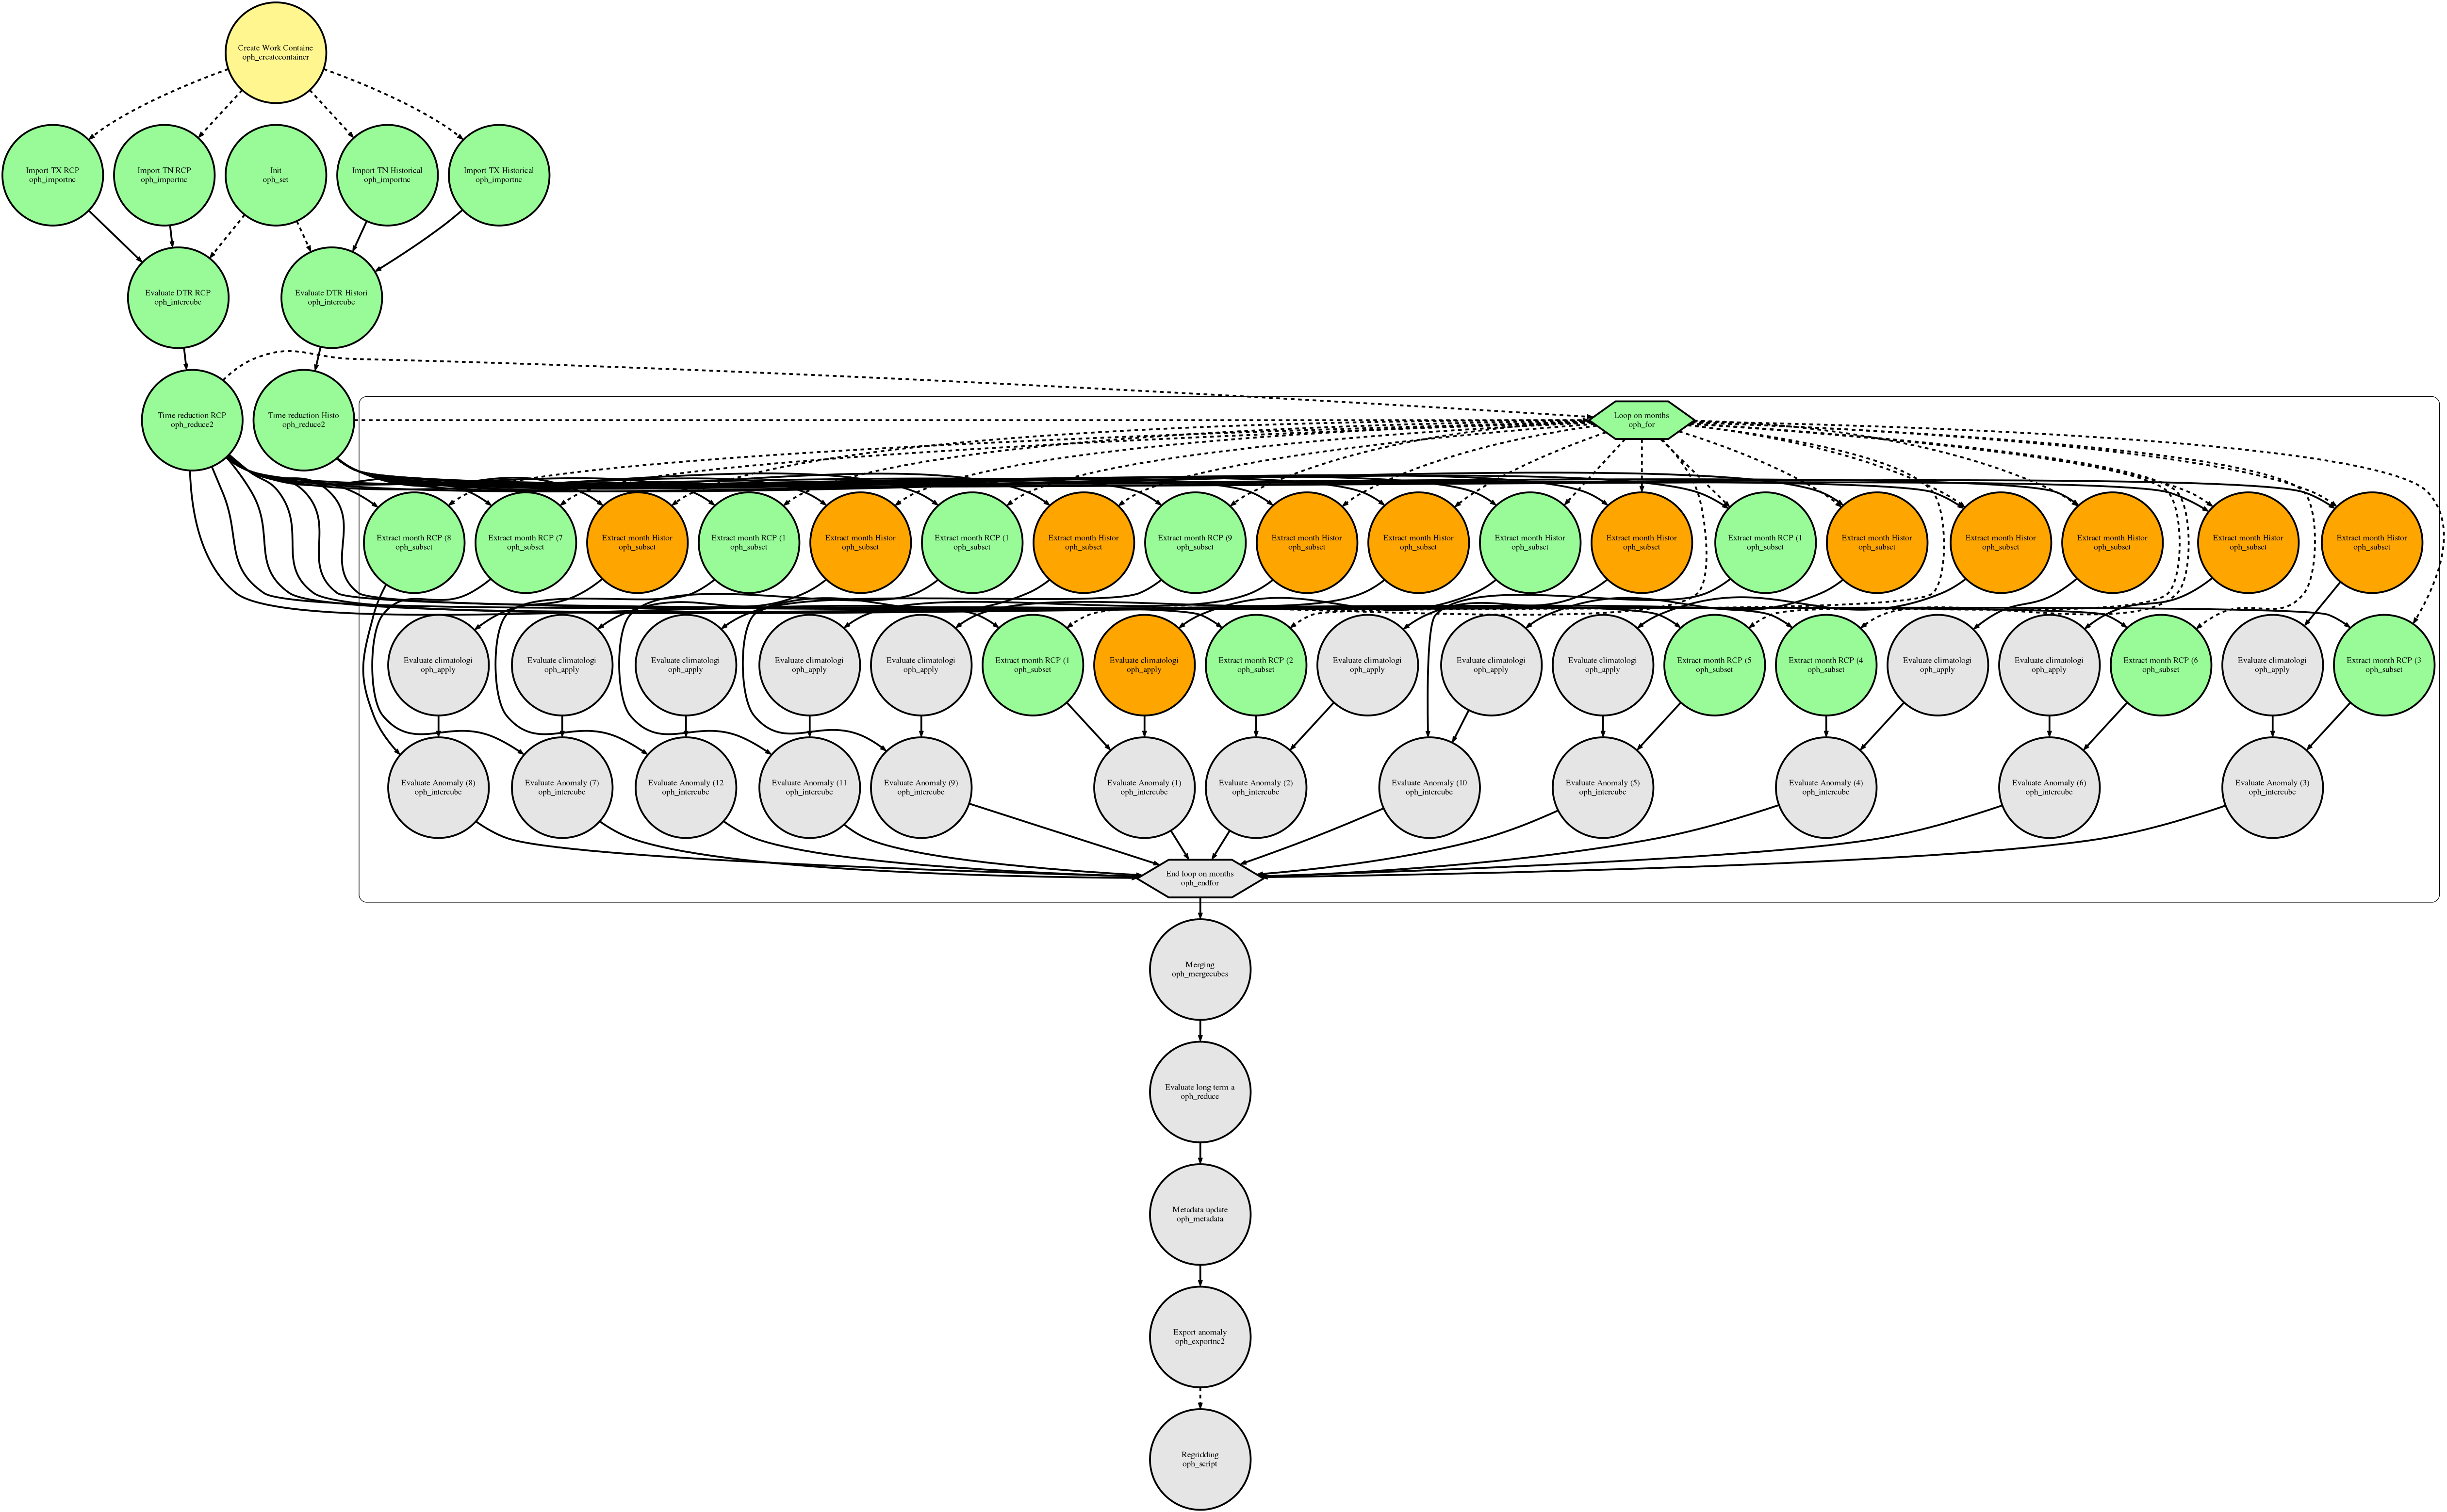 Create Work Containe
oph_createcontainer
Import TX RCP
oph_importnc
Import TN RCP
oph_importnc
Init
oph_set
Import TN Historical
oph_importnc
Import TX Historical
oph_importnc
Evaluate DTR RCP
oph_intercube
Evaluate DTR Histori
oph_intercube
Time reduction RCP
oph_reduce2
Time reduction Histo
oph_reduce2
Loop on months
oph_for
Extract month RCP (8
oph_subset
Extract month RCP (7
oph_subset
Extract month Histor
oph_subset
Extract month RCP (1
oph_subset
Extract month Histor
oph_subset
Extract month RCP (1
oph_subset
Extract month Histor
oph_subset
Extract month RCP (9
oph_subset
Extract month Histor
oph_subset
Extract month Histor
oph_subset
Extract month Histor
oph_subset
Extract month Histor
oph_subset
Extract month RCP (1
oph_subset
Extract month Histor
oph_subset
Extract month Histor
oph_subset
Extract month Histor
oph_subset
Extract month Histor
oph_subset
Extract month Histor
oph_subset
Evaluate climatologi
oph_apply
Evaluate climatologi
oph_apply
Evaluate climatologi
oph_apply
Evaluate climatologi
oph_apply
Evaluate climatologi
oph_apply
Extract month RCP (1
oph_subset
Evaluate climatologi
oph_apply
Extract month RCP (2
oph_subset
Evaluate climatologi
oph_apply
Evaluate climatologi
oph_apply
Evaluate climatologi
oph_apply
Extract month RCP (5
oph_subset
Extract month RCP (4
oph_subset
Evaluate climatologi
oph_apply
Evaluate climatologi
oph_apply
Extract month RCP (6
oph_subset
Evaluate climatologi
oph_apply
Extract month RCP (3
oph_subset
Evaluate Anomaly (8)
oph_intercube
Evaluate Anomaly (7)
oph_intercube
Evaluate Anomaly (12
oph_intercube
Evaluate Anomaly (11
oph_intercube
Evaluate Anomaly (9)
oph_intercube
Evaluate Anomaly (1)
oph_intercube
Evaluate Anomaly (2)
oph_intercube
Evaluate Anomaly (10
oph_intercube
Evaluate Anomaly (5)
oph_intercube
Evaluate Anomaly (4)
oph_intercube
Evaluate Anomaly (6)
oph_intercube
Evaluate Anomaly (3)
oph_intercube
End loop on months
oph_endfor
Merging
oph_mergecubes
Evaluate long term a
oph_reduce
Metadata update
oph_metadata
Export anomaly
oph_exportnc2
Regridding
oph_script